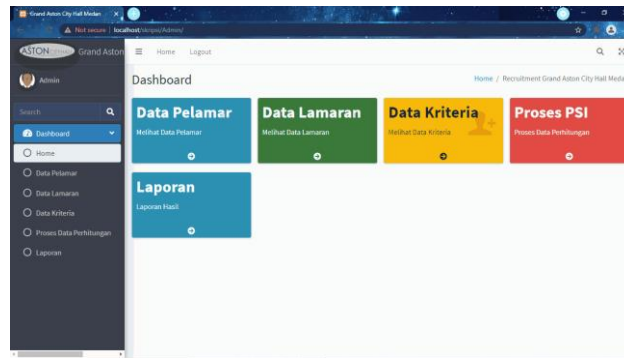 Grand Aston City Hall Medan
Not secure | localhost/skripsi/Admin/
ASTON
Grand Aston
Home
Logout
Admin
Dashboard
Home / Recruitment Grand Aston City Hall Meda
Search
Dashboard
Home
Data Pelamar
Data Lamaran
Data Kriteria
Proses Data Perhitungan
Laporan
Data Pelamar
Melihat Data Pelamar
Data Lamaran
Melihat Data Lamaran
Data Kriteria
Melihat Data Kriteria
Proses PSI
Proses Data Perhitungan
Laporan
Laporan Hasil